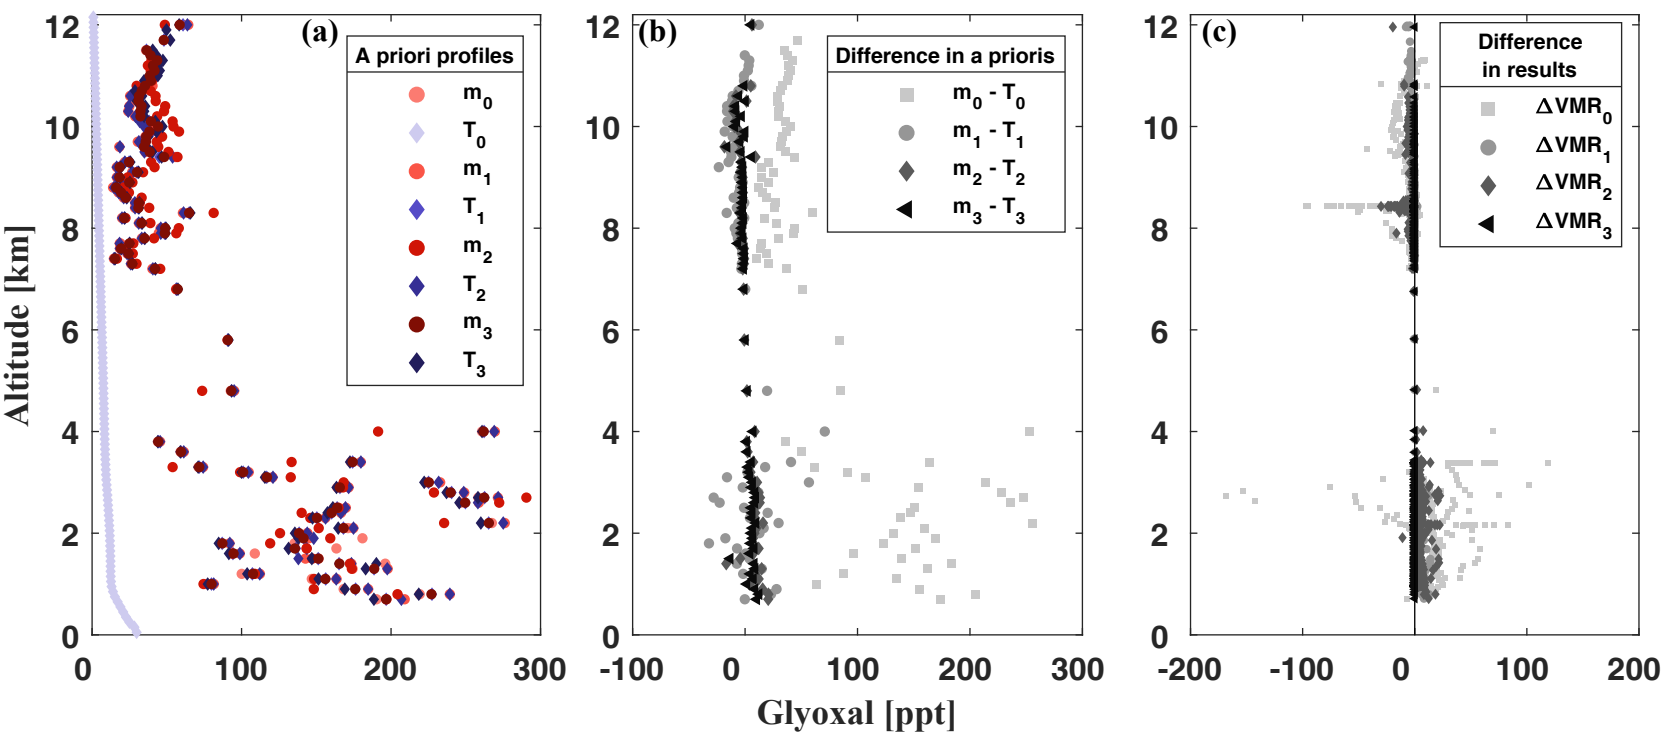 (a)
A priori profiles
m0
T0
m1
T1
m2
T2
m3
T3
12
10
8
6
4
2
0
0 100 200 300
Altitude [km]
(b)
Difference in a prioris
m0 - T0
m1 - T1
m2 - T2
m3 - T3
12
10
8
6
4
2
0
-100 0 100 200 300
Glyoxal [ppt]
(c)
Difference
in results
ΔVMR0
ΔVMR1
ΔVMR2
ΔVMR3
12
10
8
6
4
2
0
-200 -100 0 100 200